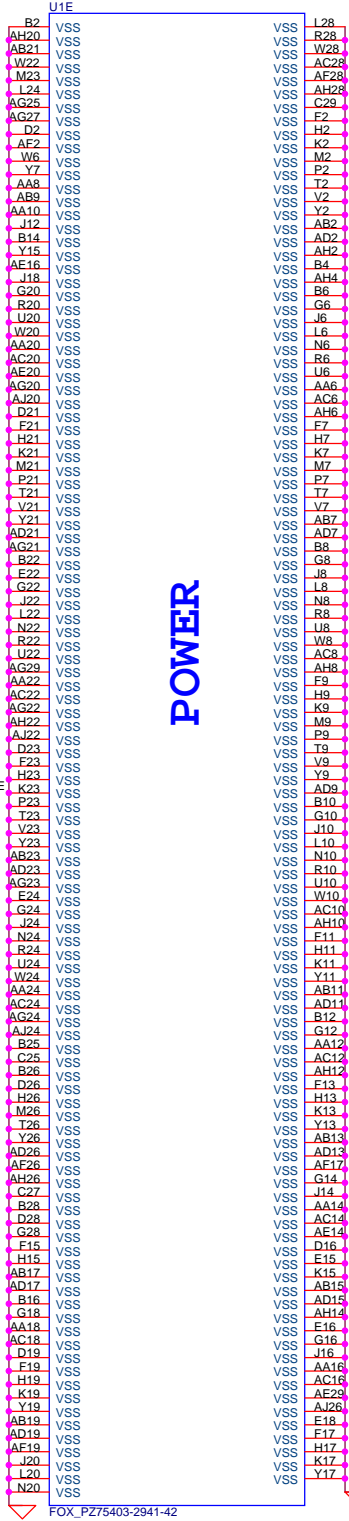 U1E
B2 VSS VSS L28
AH20 VSS VSS R28
AB21 VSS VSS W28
W22 VSS VSS AC28
M23 VSS VSS AF28
L24 VSS VSS AH28
AG25 VSS VSS C29
AG27 VSS VSS F2
D2 VSS VSS H2
AF2 VSS VSS K2
W6 VSS VSS M2
Y7 VSS VSS P2
AA8 VSS VSS T2
AB9 VSS VSS V2
AA10 VSS VSS Y2
J12 VSS VSS AB2
B14 VSS VSS AD2
Y15 VSS VSS AH2
AE16 VSS VSS B4
J18 VSS VSS AH4
G20 VSS VSS B6
R20 VSS VSS G6
U20 VSS VSS J6
W20 VSS VSS L6
AA20 VSS VSS N6
AC20 VSS VSS R6
AE20 VSS VSS U6
AG20 VSS VSS AA6
AJ20 VSS VSS AC6
D21 VSS VSS AH6
F21 VSS VSS F7
H21 VSS VSS H7
K21 VSS VSS K7
M21 VSS VSS M7
P21 VSS VSS P7
T21 VSS VSS T7
V21 VSS VSS V7
Y21 VSS VSS AB7
AD21 VSS VSS AD7
AG21 VSS VSS B8
B22 VSS VSS G8
E22 VSS VSS J8
G22 VSS VSS L8
J22 VSS VSS N8
L22 VSS VSS R8
N22 VSS VSS U8
R22 VSS VSS W8
U22 VSS VSS AC8
AG29 VSS VSS AH8
AA22 VSS VSS F9
AC22 VSS VSS H9
AG22 VSS VSS K9
AH22 VSS VSS M9
AJ22 VSS VSS P9
D23 VSS VSS T9
F23 VSS VSS V9
H23 VSS VSS Y9
K23 VSS VSS AD9
P23 VSS VSS B10
T23 VSS VSS G10
V23 VSS VSS J10
Y23 VSS VSS L10
AB23 VSS VSS N10
AD23 VSS VSS R10
AG23 VSS VSS U10
E24 VSS VSS W10
G24 VSS VSS AC10
J24 VSS VSS AH10
N24 VSS VSS F11
R24 VSS VSS H11
U24 VSS VSS K11
W24 VSS VSS Y11
AA24 VSS VSS AB11
AC24 VSS VSS AD11
AG24 VSS VSS B12
AJ24 VSS VSS G12
B25 VSS VSS AA12
C25 VSS VSS AC12
B26 VSS VSS AH12
D26 VSS VSS F13
H26 VSS VSS H13
M26 VSS VSS K13
T26 VSS VSS Y13
Y26 VSS VSS AB13
AD26 VSS VSS AD13
AF26 VSS VSS AF17
AH26 VSS VSS G14
C27 VSS VSS J14
B28 VSS VSS AA14
D28 VSS VSS AC14
G28 VSS VSS AE14
F15 VSS VSS D16
H15 VSS VSS E15
AB17 VSS VSS K15
AD17 VSS VSS AB15
B16 VSS VSS AD15
G18 VSS VSS AH14
AA18 VSS VSS E16
AC18 VSS VSS G16
D19 VSS VSS J16
F19 VSS VSS AA16
H19 VSS VSS AC16
K19 VSS VSS AE29
Y19 VSS VSS AJ26
AB19 VSS VSS E18
AD19 VSS VSS F17
AF19 VSS VSS H17
J20 VSS VSS K17
L20 VSS VSS Y17
N20 VSS
POWER
E
FOX_PZ75403-2941-42